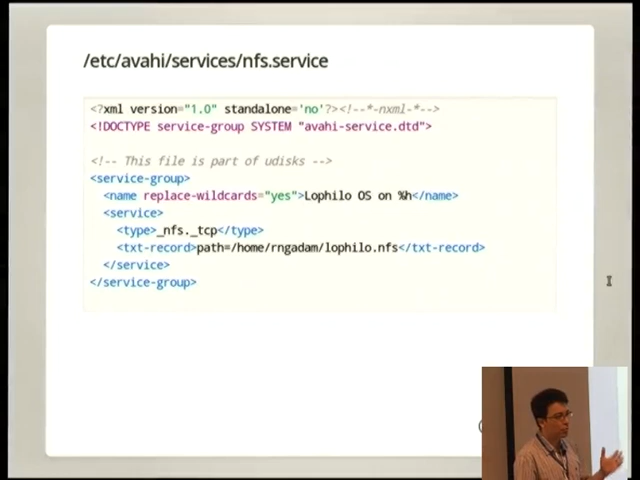 /etc/avahi/services/nfs.service
<?xml version="1.0" standalone='no'?><!--*-nxml-*-->
<!DOCTYPE service-group SYSTEM "avahi-service.dtd">
<!-- This file is part of udisks -->
<service-group>
<name replace-wildcards="yes">Lophilo OS on %h</name>
<service>
<type>_nfs._tcp</type>
<txt-record>path=/home/rngadam/lophilo.nfs</txt-record>
</service>
</service-group>